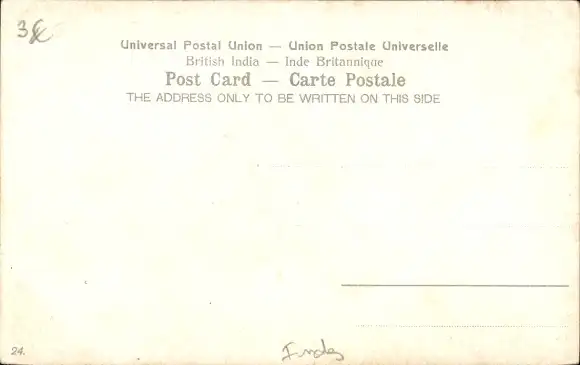 3€
Universal Postal Union — Union Postale Universelle
British India — Inde Britannique
Post Card — Carte Postale
THE ADDRESS ONLY TO BE WRITTEN ON THIS SIDE
24.
Indes